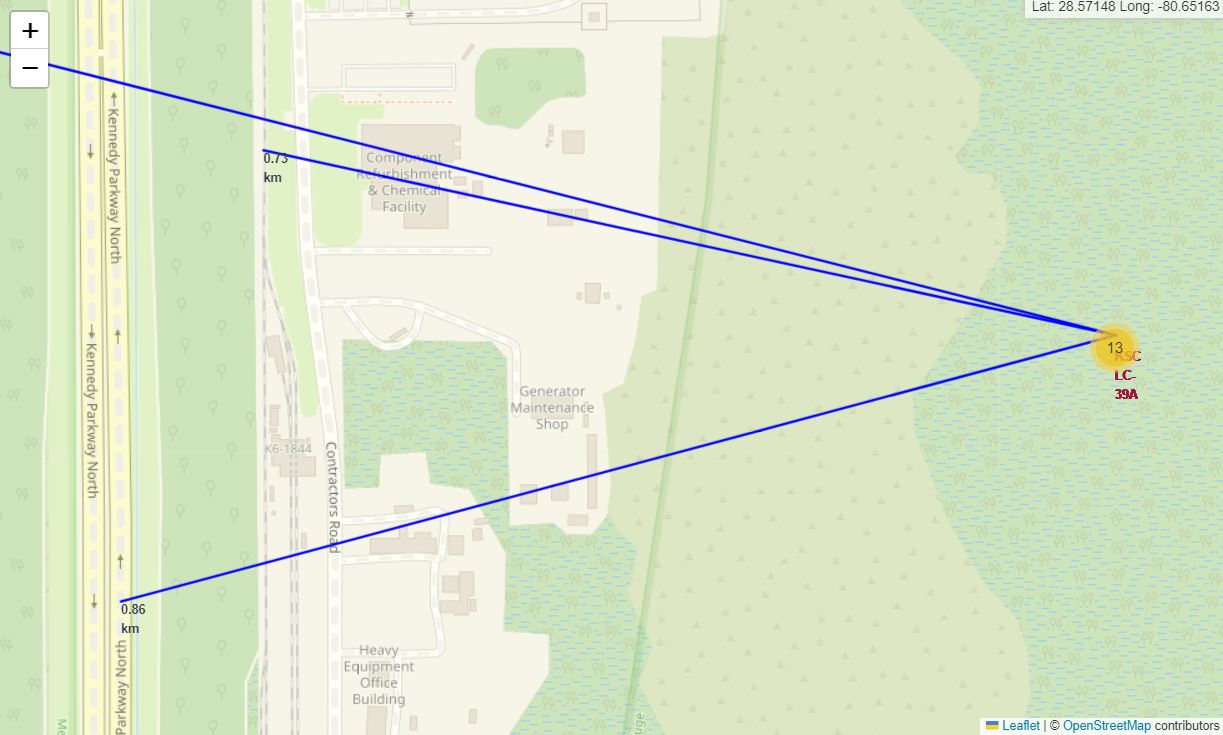 Lat: 28.57148 Long: -80.65163
+
−
Kennedy Parkway North
0.73
km
Component
Refurbishment
& Chemical
Facility
13
KSC
LC-
39A
Kennedy Parkway North
Generator
Maintenance
Shop
K6-1844
Contractors Road
0.86
km
Parkway North
Heavy
Equipment
Office
Building
Leaflet | © OpenStreetMap contributors